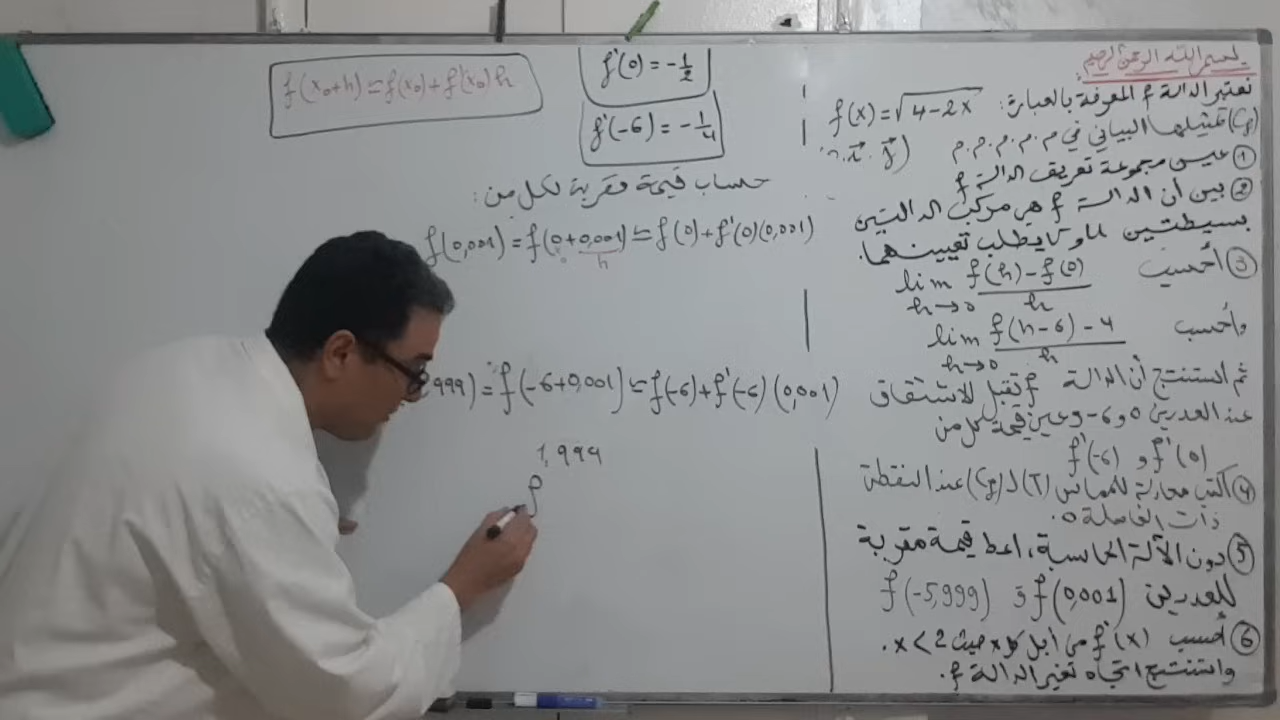 بسم الله الرحمن الرحيم
نعتبر الدالة f المعرفة بالعبارة: f(x)=√4-2x
(Cf) تمثيلها البياني في م.م.م.م
① عين مجموعة تعريف الدالة f
② بين أن الدالة f هي مركب الدالتين
بسيطتين u و v يطلب تعيينهما.
③ أحسب lim h→0 f(h)-f(0) / h
وأحسب lim h→0 f(h-6)-4 / h
ثم استنتج أن الدالة f تقبل الاشتقاق
عند العددين 0 و 6- وعين قيمة كل من
f'(0) و f'(-6)
④ أكتب معادلة للمماس (T) لـ (Cf) عند النقطة
ذات الفاصلة 0.
⑤ دون الآلة الحاسبة، اعط قيمة مقربة
للعددين f(0,001) و f(-5,999)
⑥ أحسب f'(x) من أجل كل x حيث x<2.
واستنتج اتجاه تغير الدالة f.
f'(0)=-1/2
f(x₀+h)≃f(x₀)+f'(x₀)h
f'(-6)=-1/4
حساب قيمة مقربة لكل من:
f(0,001)=f(0+0,001)≃f(0)+f'(0)(0,001)
h
999)=f(-6+0,001)≃f(-6)+f'(-6)(0,001)
1,999
f